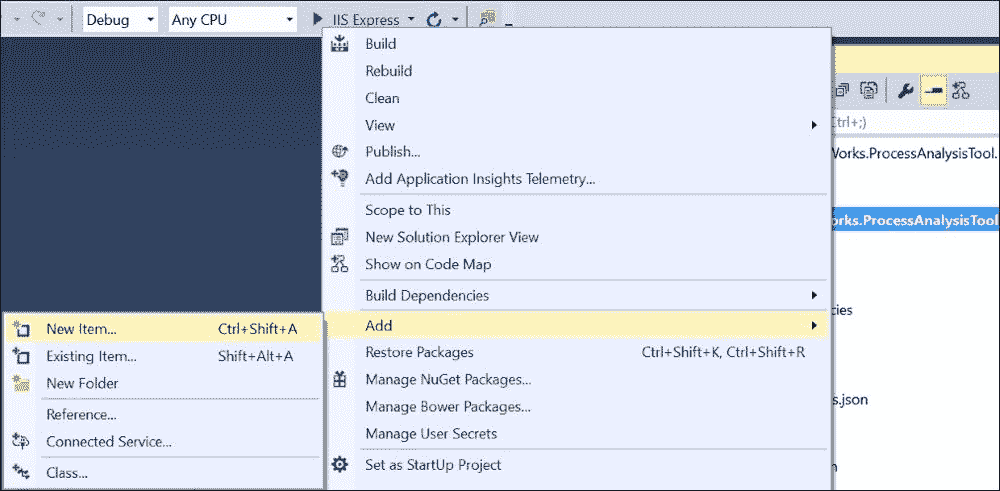 Debug Any CPU IIS Express
Build
Rebuild
Clean
View
Publish...
Add Application Insights Telemetry...
Scope to This
New Solution Explorer View
Show on Code Map
Build Dependencies
Add
Restore Packages Ctrl+Shift+K, Ctrl+Shift+R
Manage NuGet Packages...
Manage Bower Packages...
Manage User Secrets
Set as StartUp Project
New Item... Ctrl+Shift+A
Existing Item... Shift+Alt+A
New Folder
Reference...
Connected Service...
Class...
Ctrl+;)
Works.ProcessAnalysisTool.
orks.ProcessAnalysisTool
cies
s.json